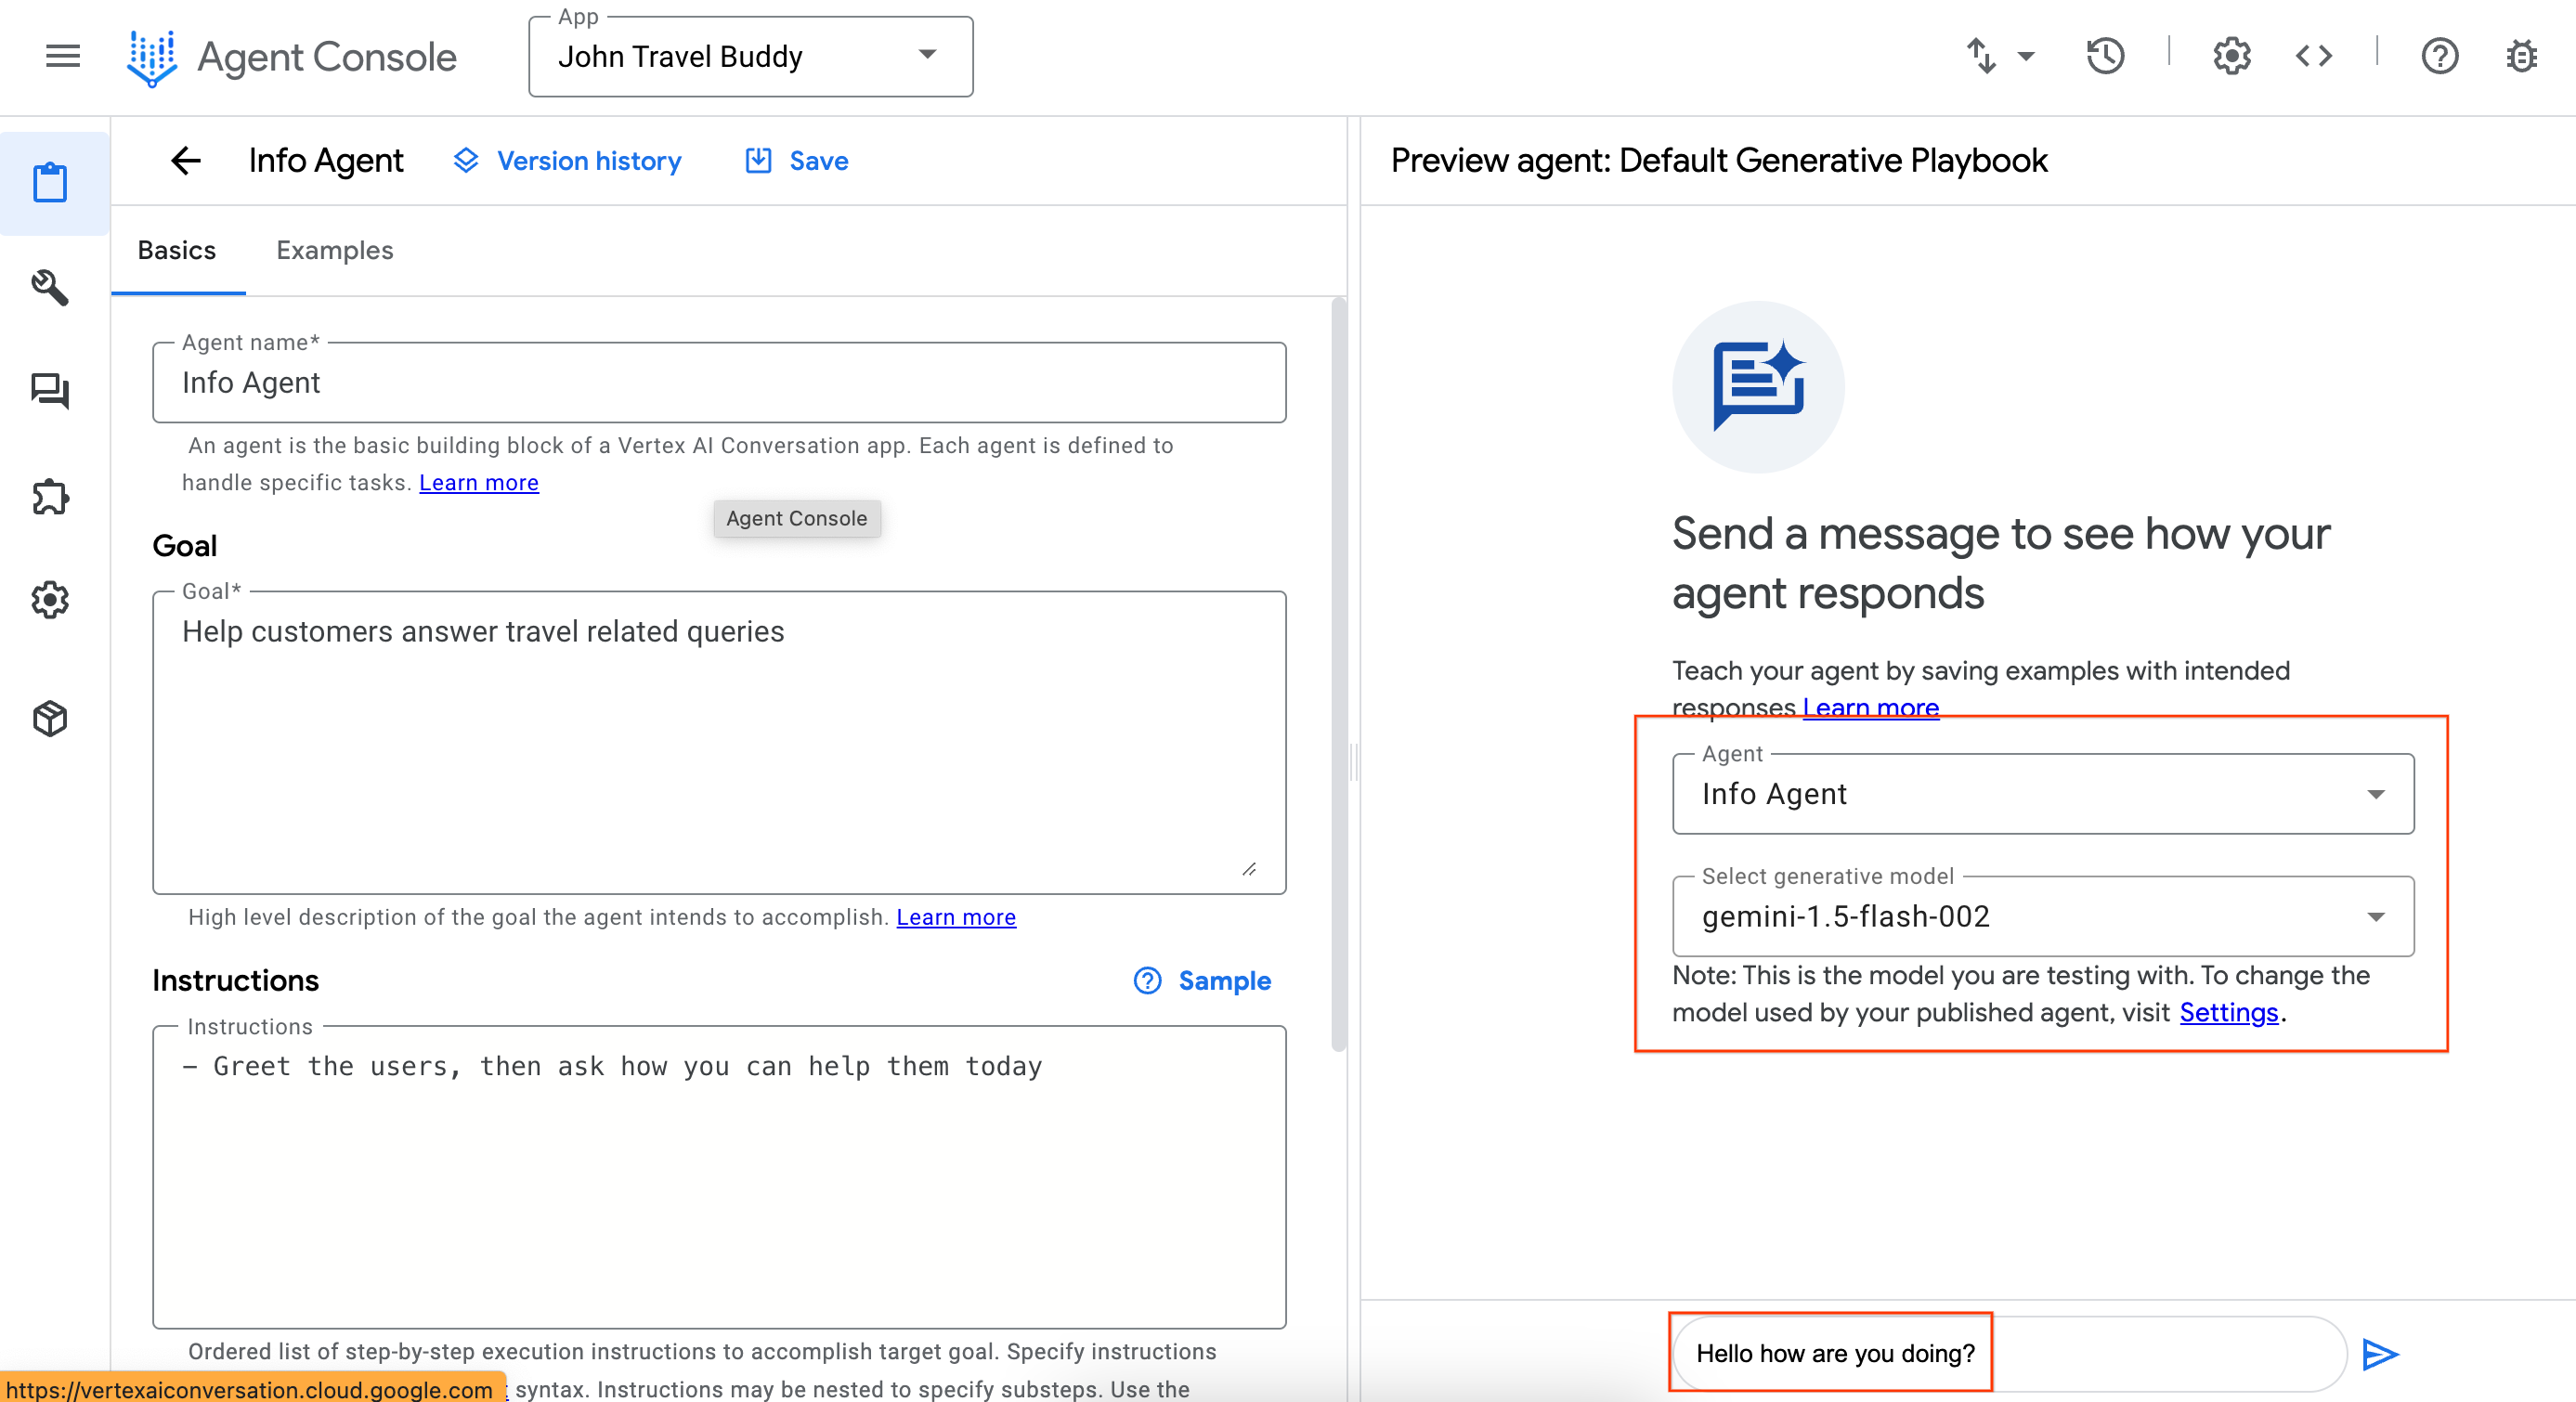 Agent Console
App
John Travel Buddy
Info Agent
Version history
Save
Preview agent: Default Generative Playbook
Basics
Examples
Agent name*
Info Agent
An agent is the basic building block of a Vertex AI Conversation app. Each agent is defined to
handle specific tasks. Learn more
Agent Console
Goal
Goal*
Help customers answer travel related queries
High level description of the goal the agent intends to accomplish. Learn more
Instructions
Sample
Instructions
- Greet the users, then ask how you can help them today
Ordered list of step-by-step execution instructions to accomplish target goal. Specify instructions
syntax. Instructions may be nested to specify substeps. Use the
https://vertexaiconversation.cloud.google.com
Send a message to see how your
agent responds
Teach your agent by saving examples with intended
responses Learn more
Agent
Info Agent
Select generative model
gemini-1.5-flash-002
Note: This is the model you are testing with. To change the
model used by your published agent, visit Settings.
Hello how are you doing?